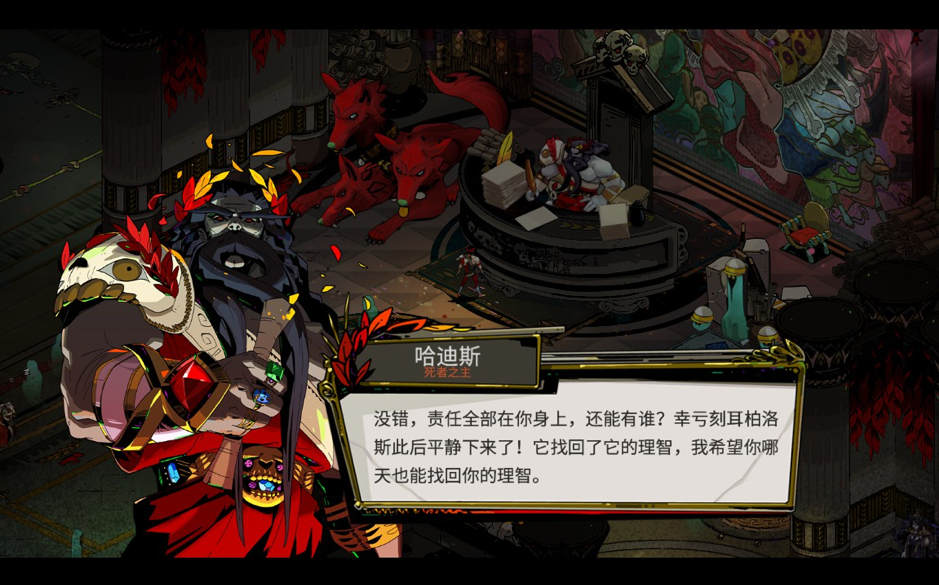 哈迪斯
死者之主
没错，责任全部在你身上，还能有谁？幸亏刻耳柏洛
斯此后平静下来了！它找回了它的理智，我希望你哪
天也能找回你的理智。